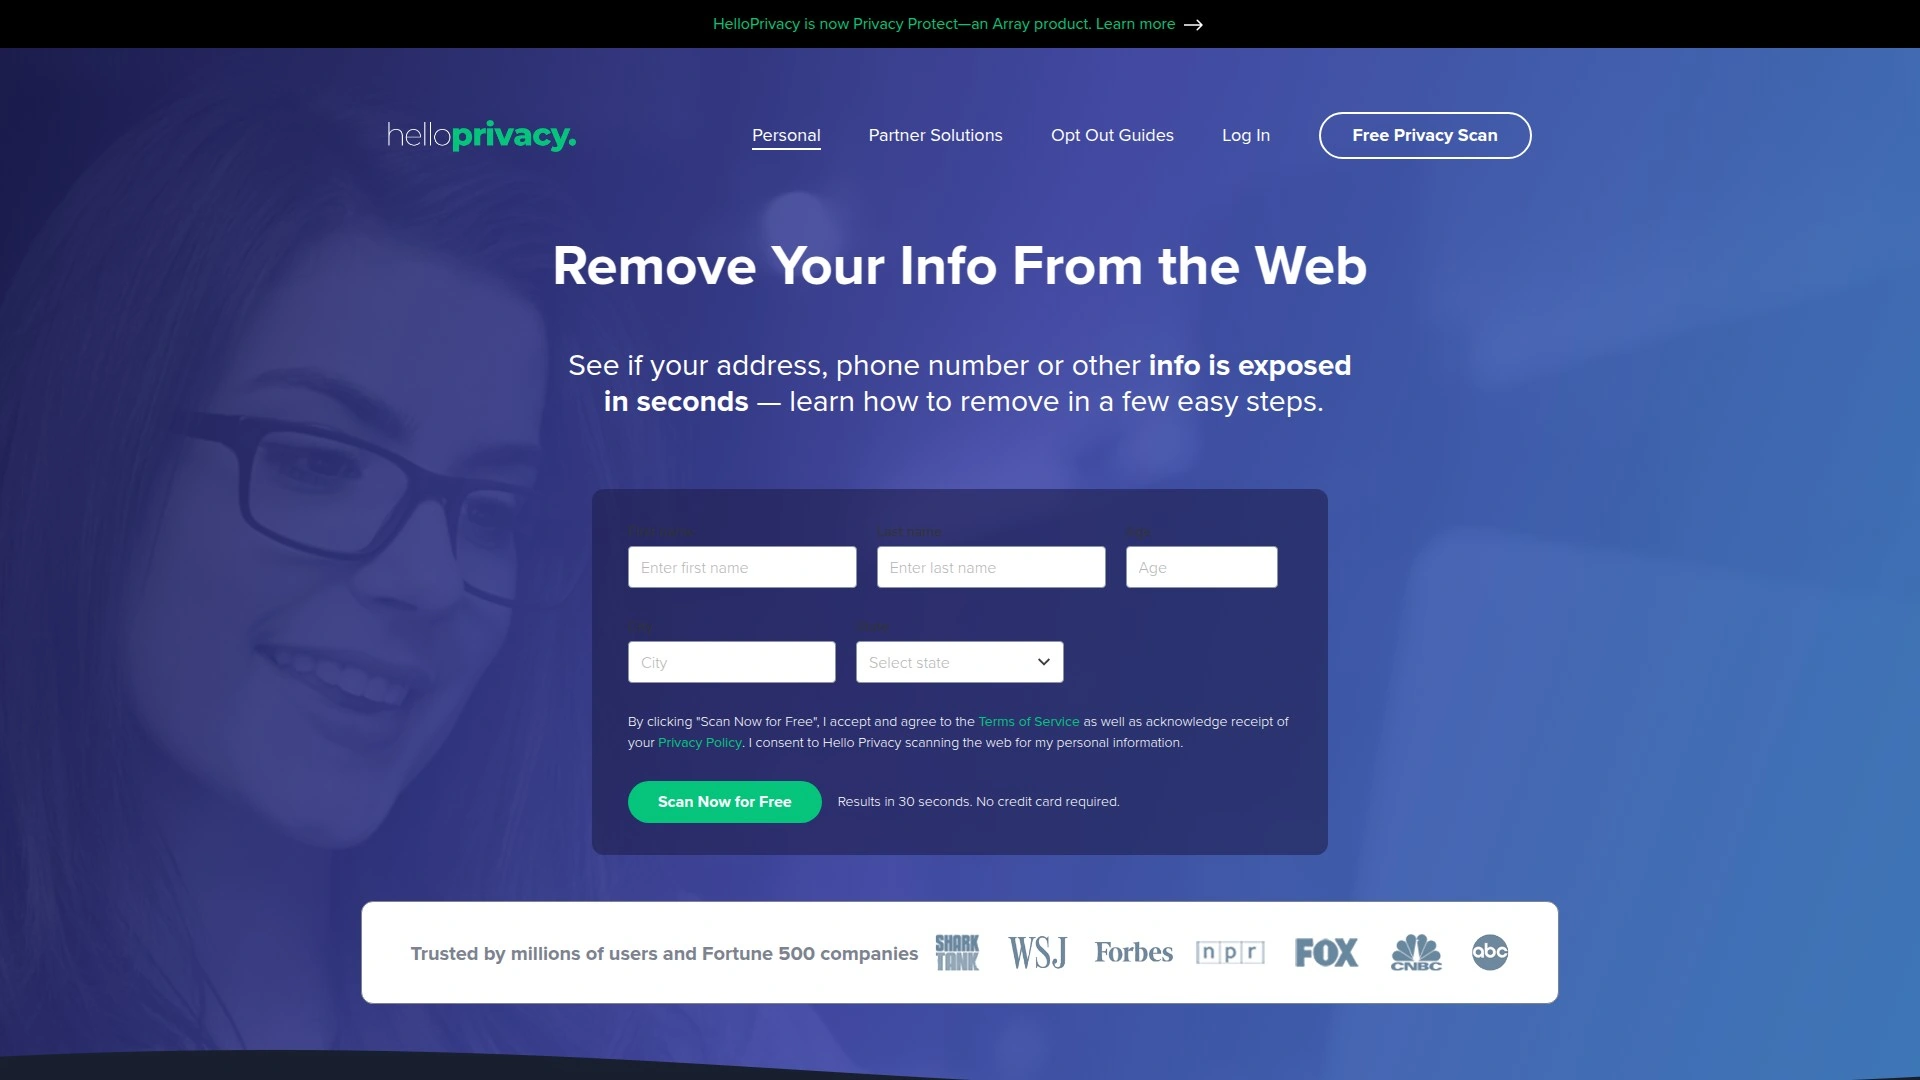 HelloPrivacy is now Privacy Protect—an Array product. Learn more
helloprivacy.
Personal
Partner Solutions
Opt Out Guides
Log In
Free Privacy Scan
Remove Your Info From the Web
See if your address, phone number or other info is exposed
in seconds — learn how to remove in a few easy steps.
Last name
Enter first name
Enter last name
Age
City
Select state
By clicking "Scan Now for Free", I accept and agree to the Terms of Service as well as acknowledge receipt of
your Privacy Policy. I consent to Hello Privacy scanning the web for my personal information.
Scan Now for Free
Results in 30 seconds. No credit card required.
Trusted by millions of users and Fortune 500 companies
SHARK
TANK
WSJ
Forbes
npr
FOX
CNBC
abc